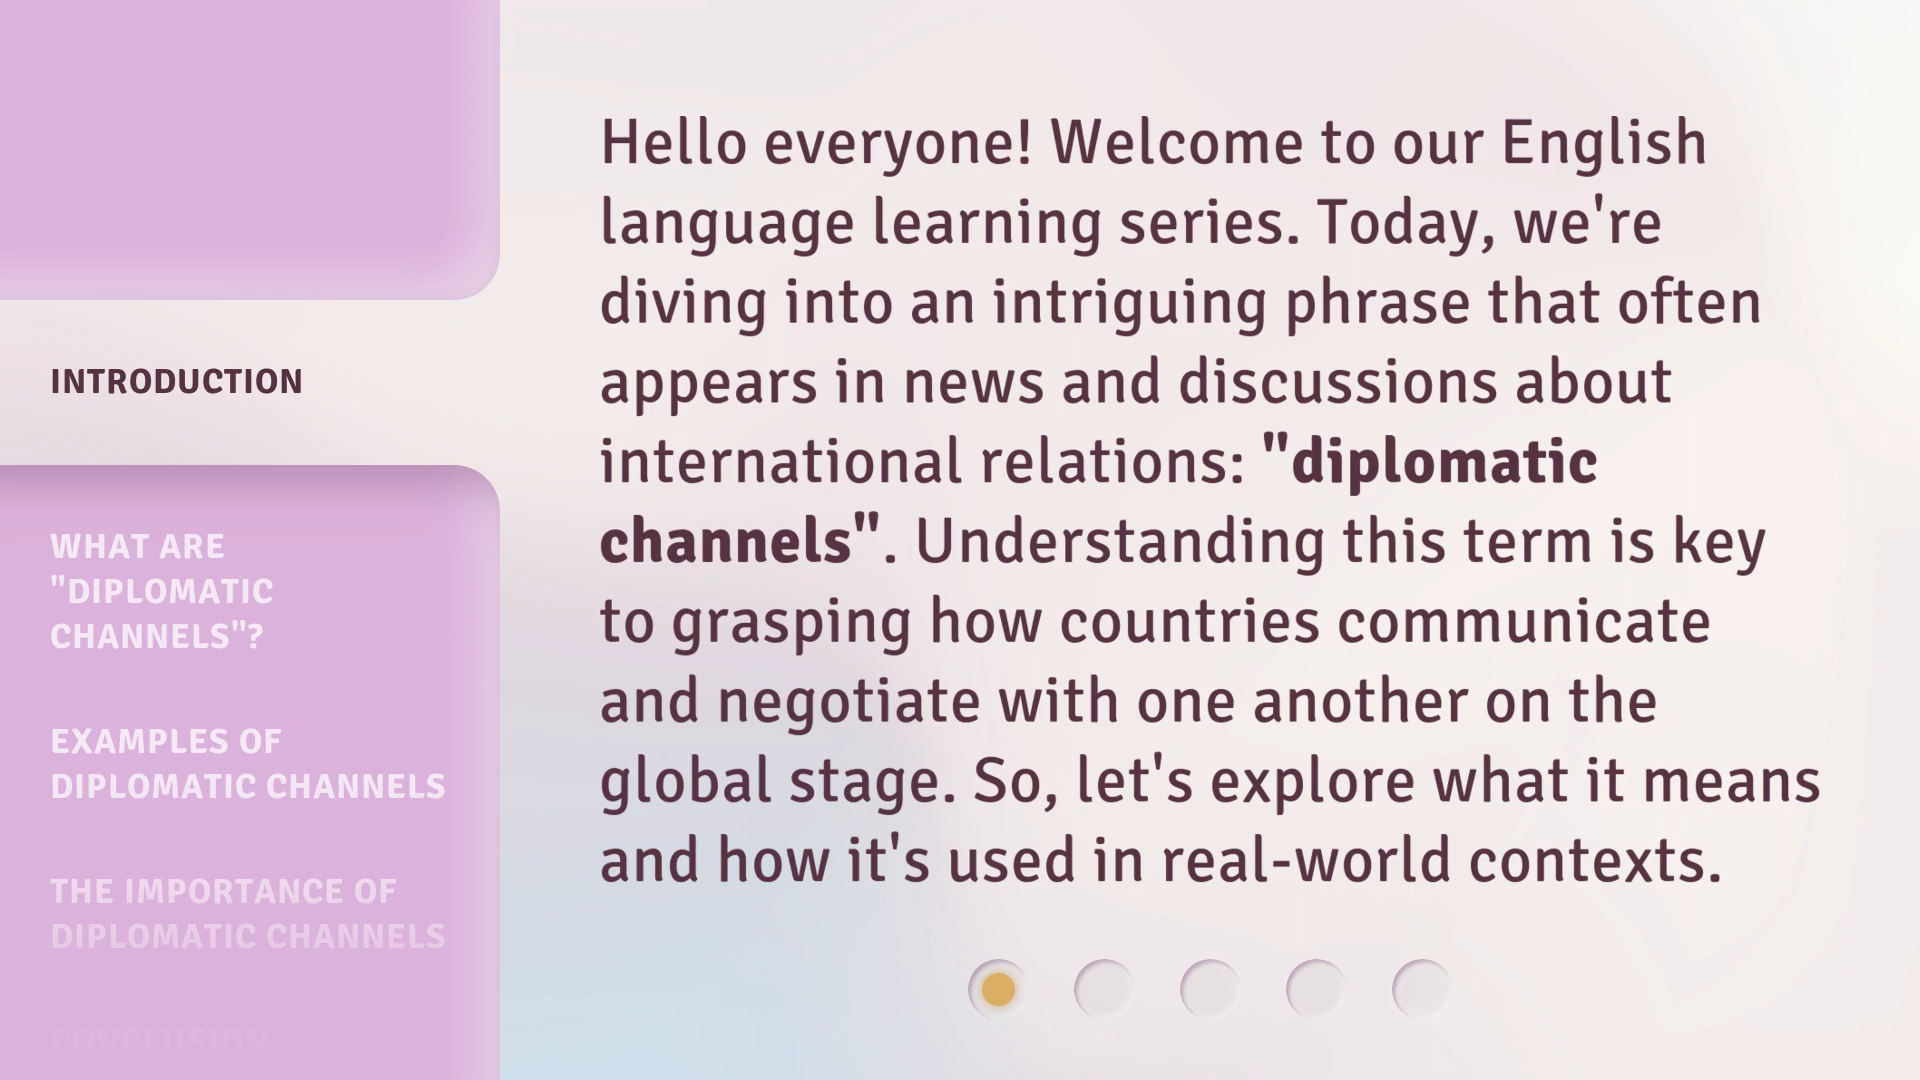 INTRODUCTION
WHAT ARE
"DIPLOMATIC
CHANNELS"?
EXAMPLES OF
DIPLOMATIC CHANNELS
THE IMPORTANCE OF
DIPLOMATIC CHANNELS
CONCLUSION
Hello everyone! Welcome to our English
language learning series. Today, we're
diving into an intriguing phrase that often
appears in news and discussions about
international relations: "diplomatic
channels". Understanding this term is key
to grasping how countries communicate
and negotiate with one another on the
global stage. So, let's explore what it means
and how it's used in real-world contexts.